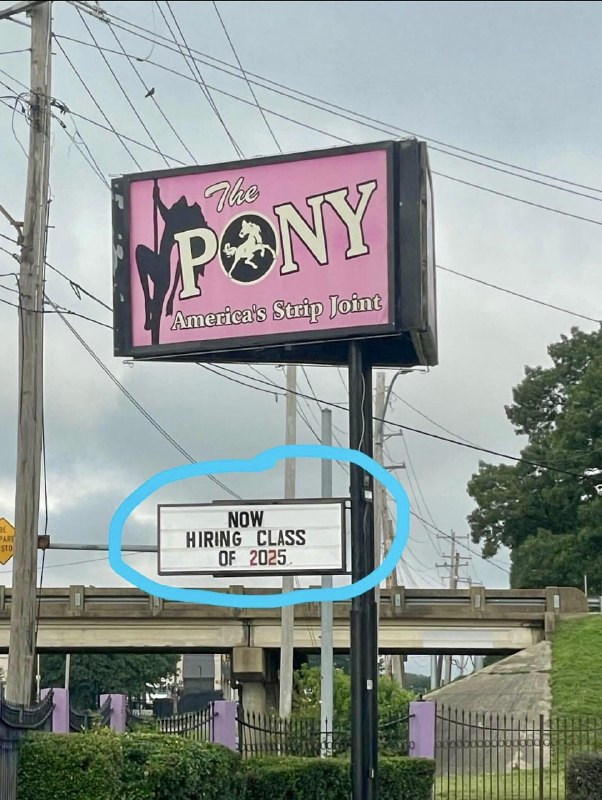 The
PONY
America's Strip Joint
NOW
HIRING CLASS
OF 2025